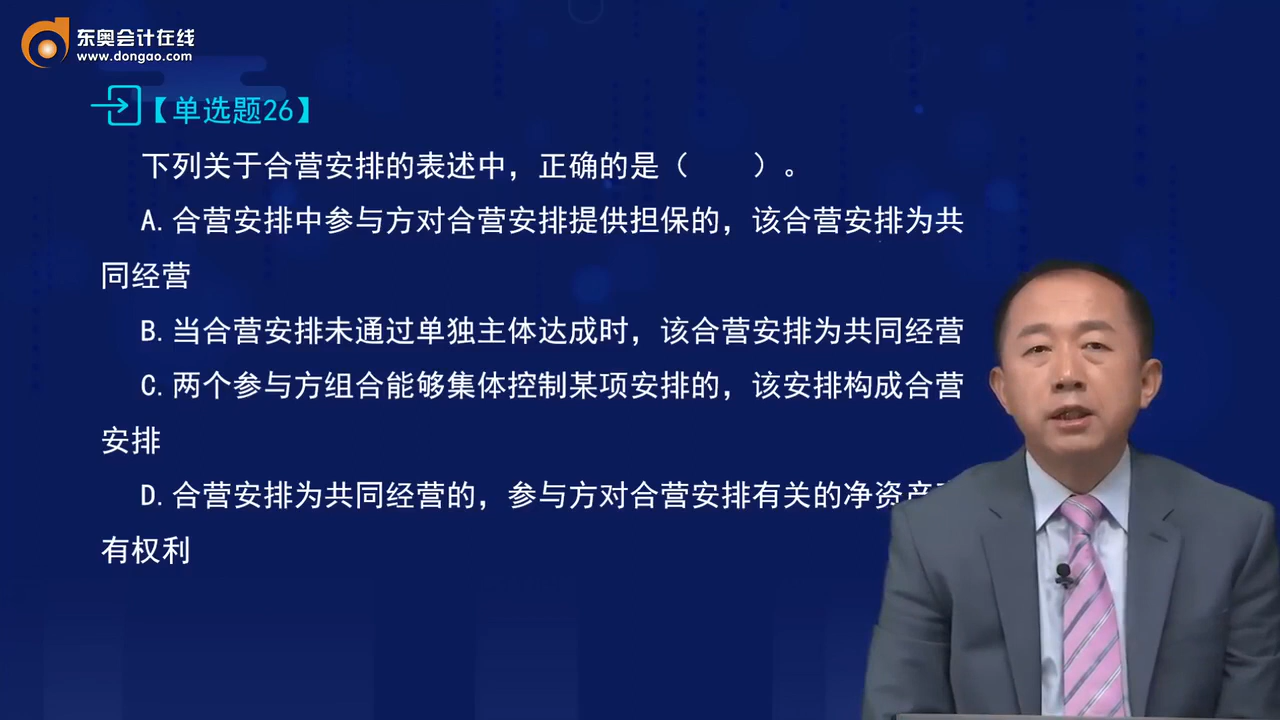 东奥会计在线
www.dongao.com
【单选题26】
下列关于合营安排的表述中，正确的是（　　）。
A.合营安排中参与方对合营安排提供担保的，该合营安排为共
同经营
B.当合营安排未通过单独主体达成时，该合营安排为共同经营
C.两个参与方组合能够集体控制某项安排的，该安排构成合营
安排
D.合营安排为共同经营的，参与方对合营安排有关的净资产
有权利